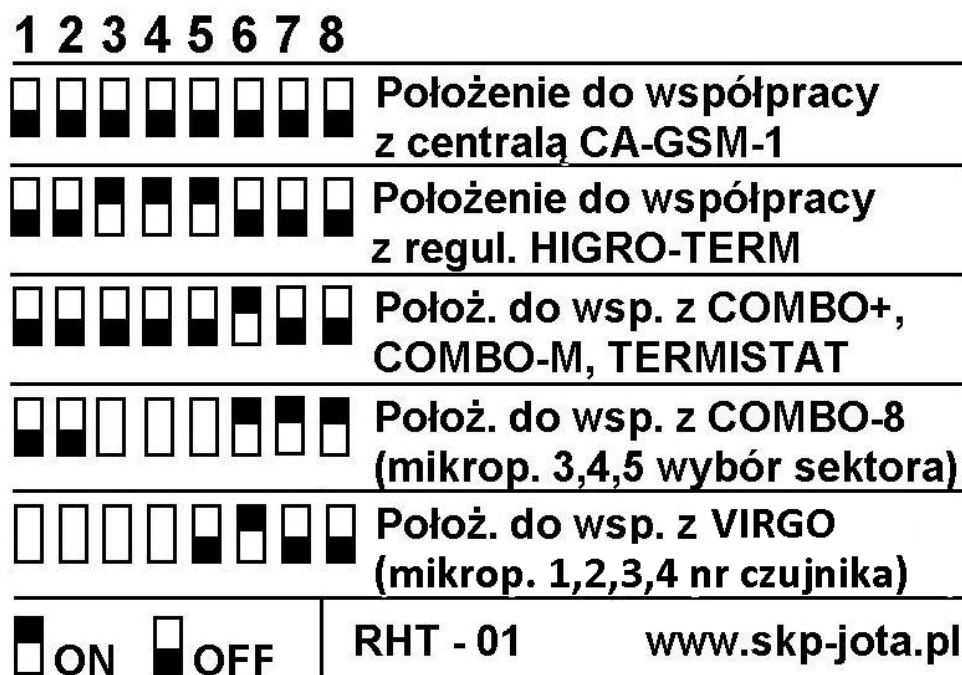 1 2 3 4 5 6 7 8
Położenie do współpracy
z centralą CA-GSM-1
Położenie do współpracy
z regul. HIGRO-TERM
Położ. do wsp. z COMBO+,
COMBO-M, TERMISTAT
Położ. do wsp. z COMBO-8
(mikrop. 3,4,5 wybór sektora)
Położ. do wsp. z VIRGO
(mikrop. 1,2,3,4 nr czujnika)
ON OFF RHT - 01 www.skp-jota.pl